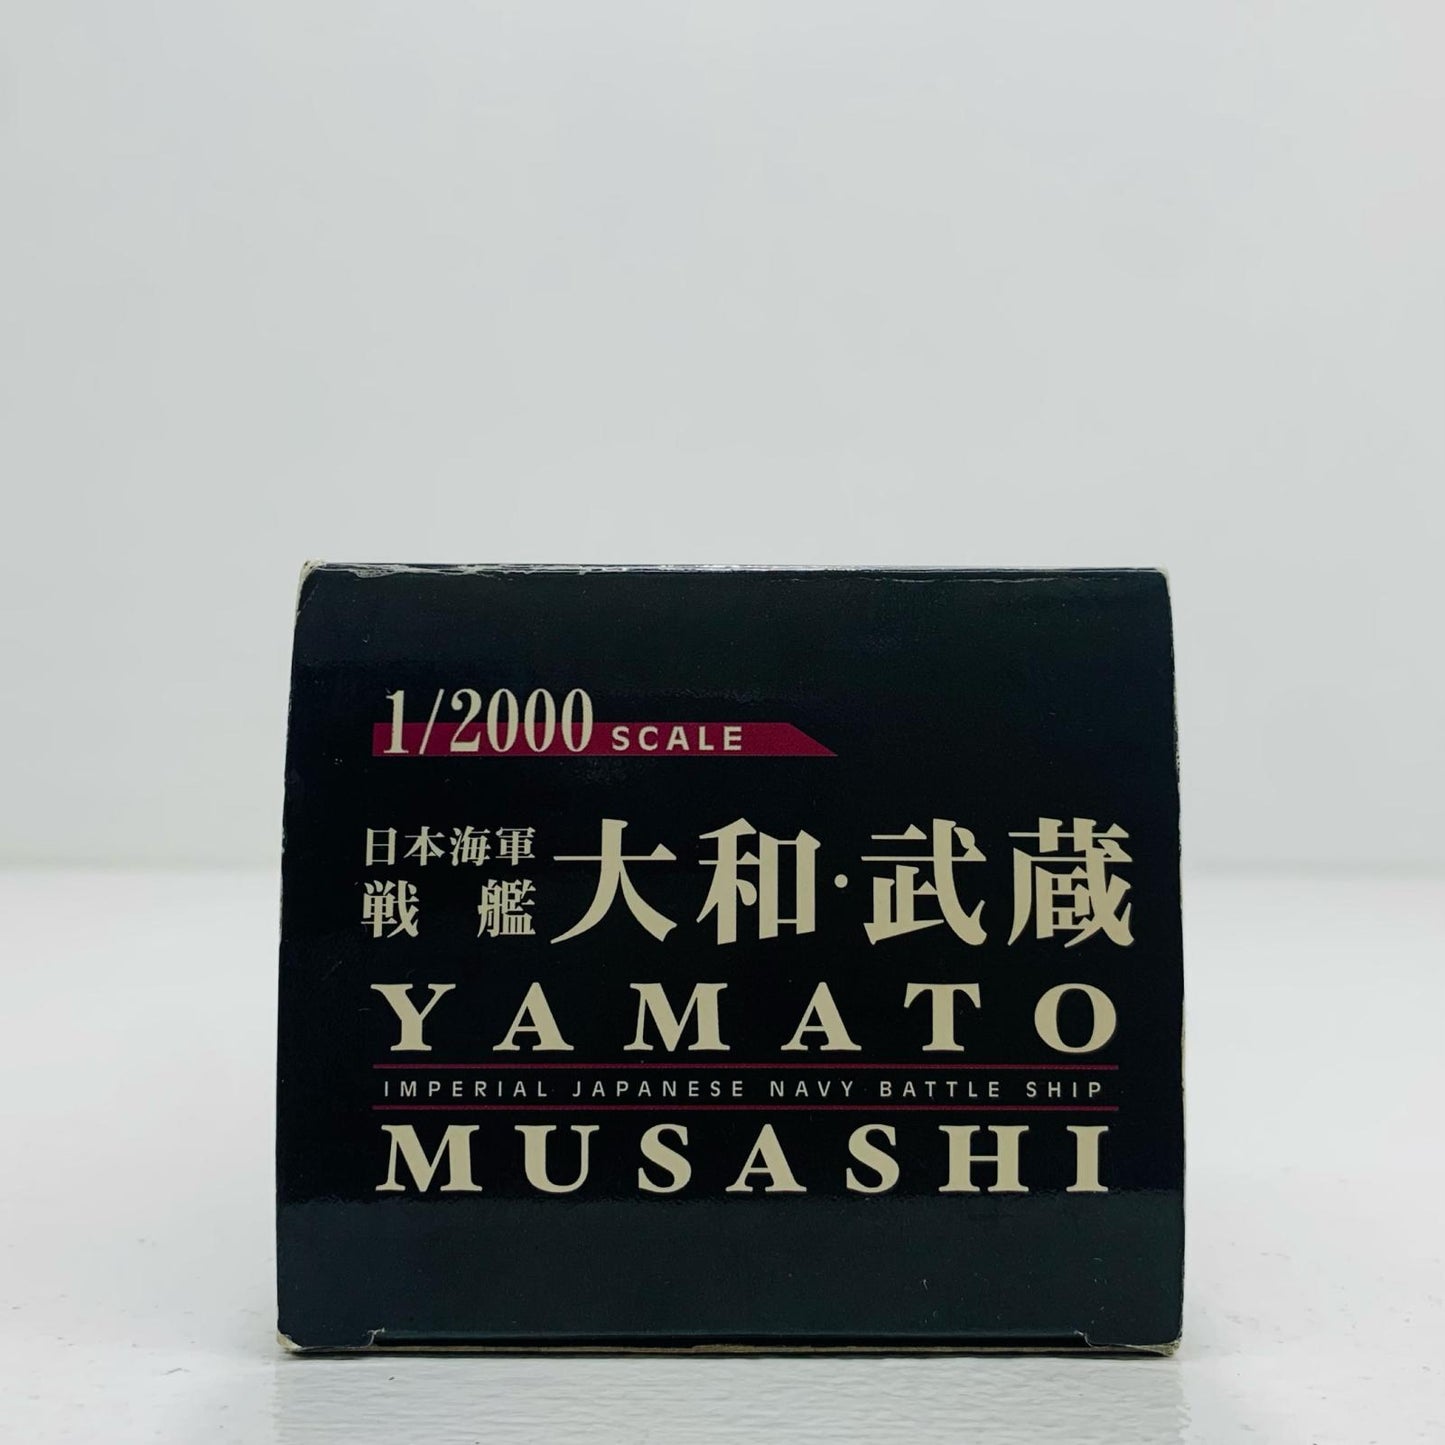 1/2000 SCALE
日本海軍
戦艦 大和・武蔵
YAMATO
IMPERIAL JAPANESE NAVY BATTLE SHIP
MUSASHI